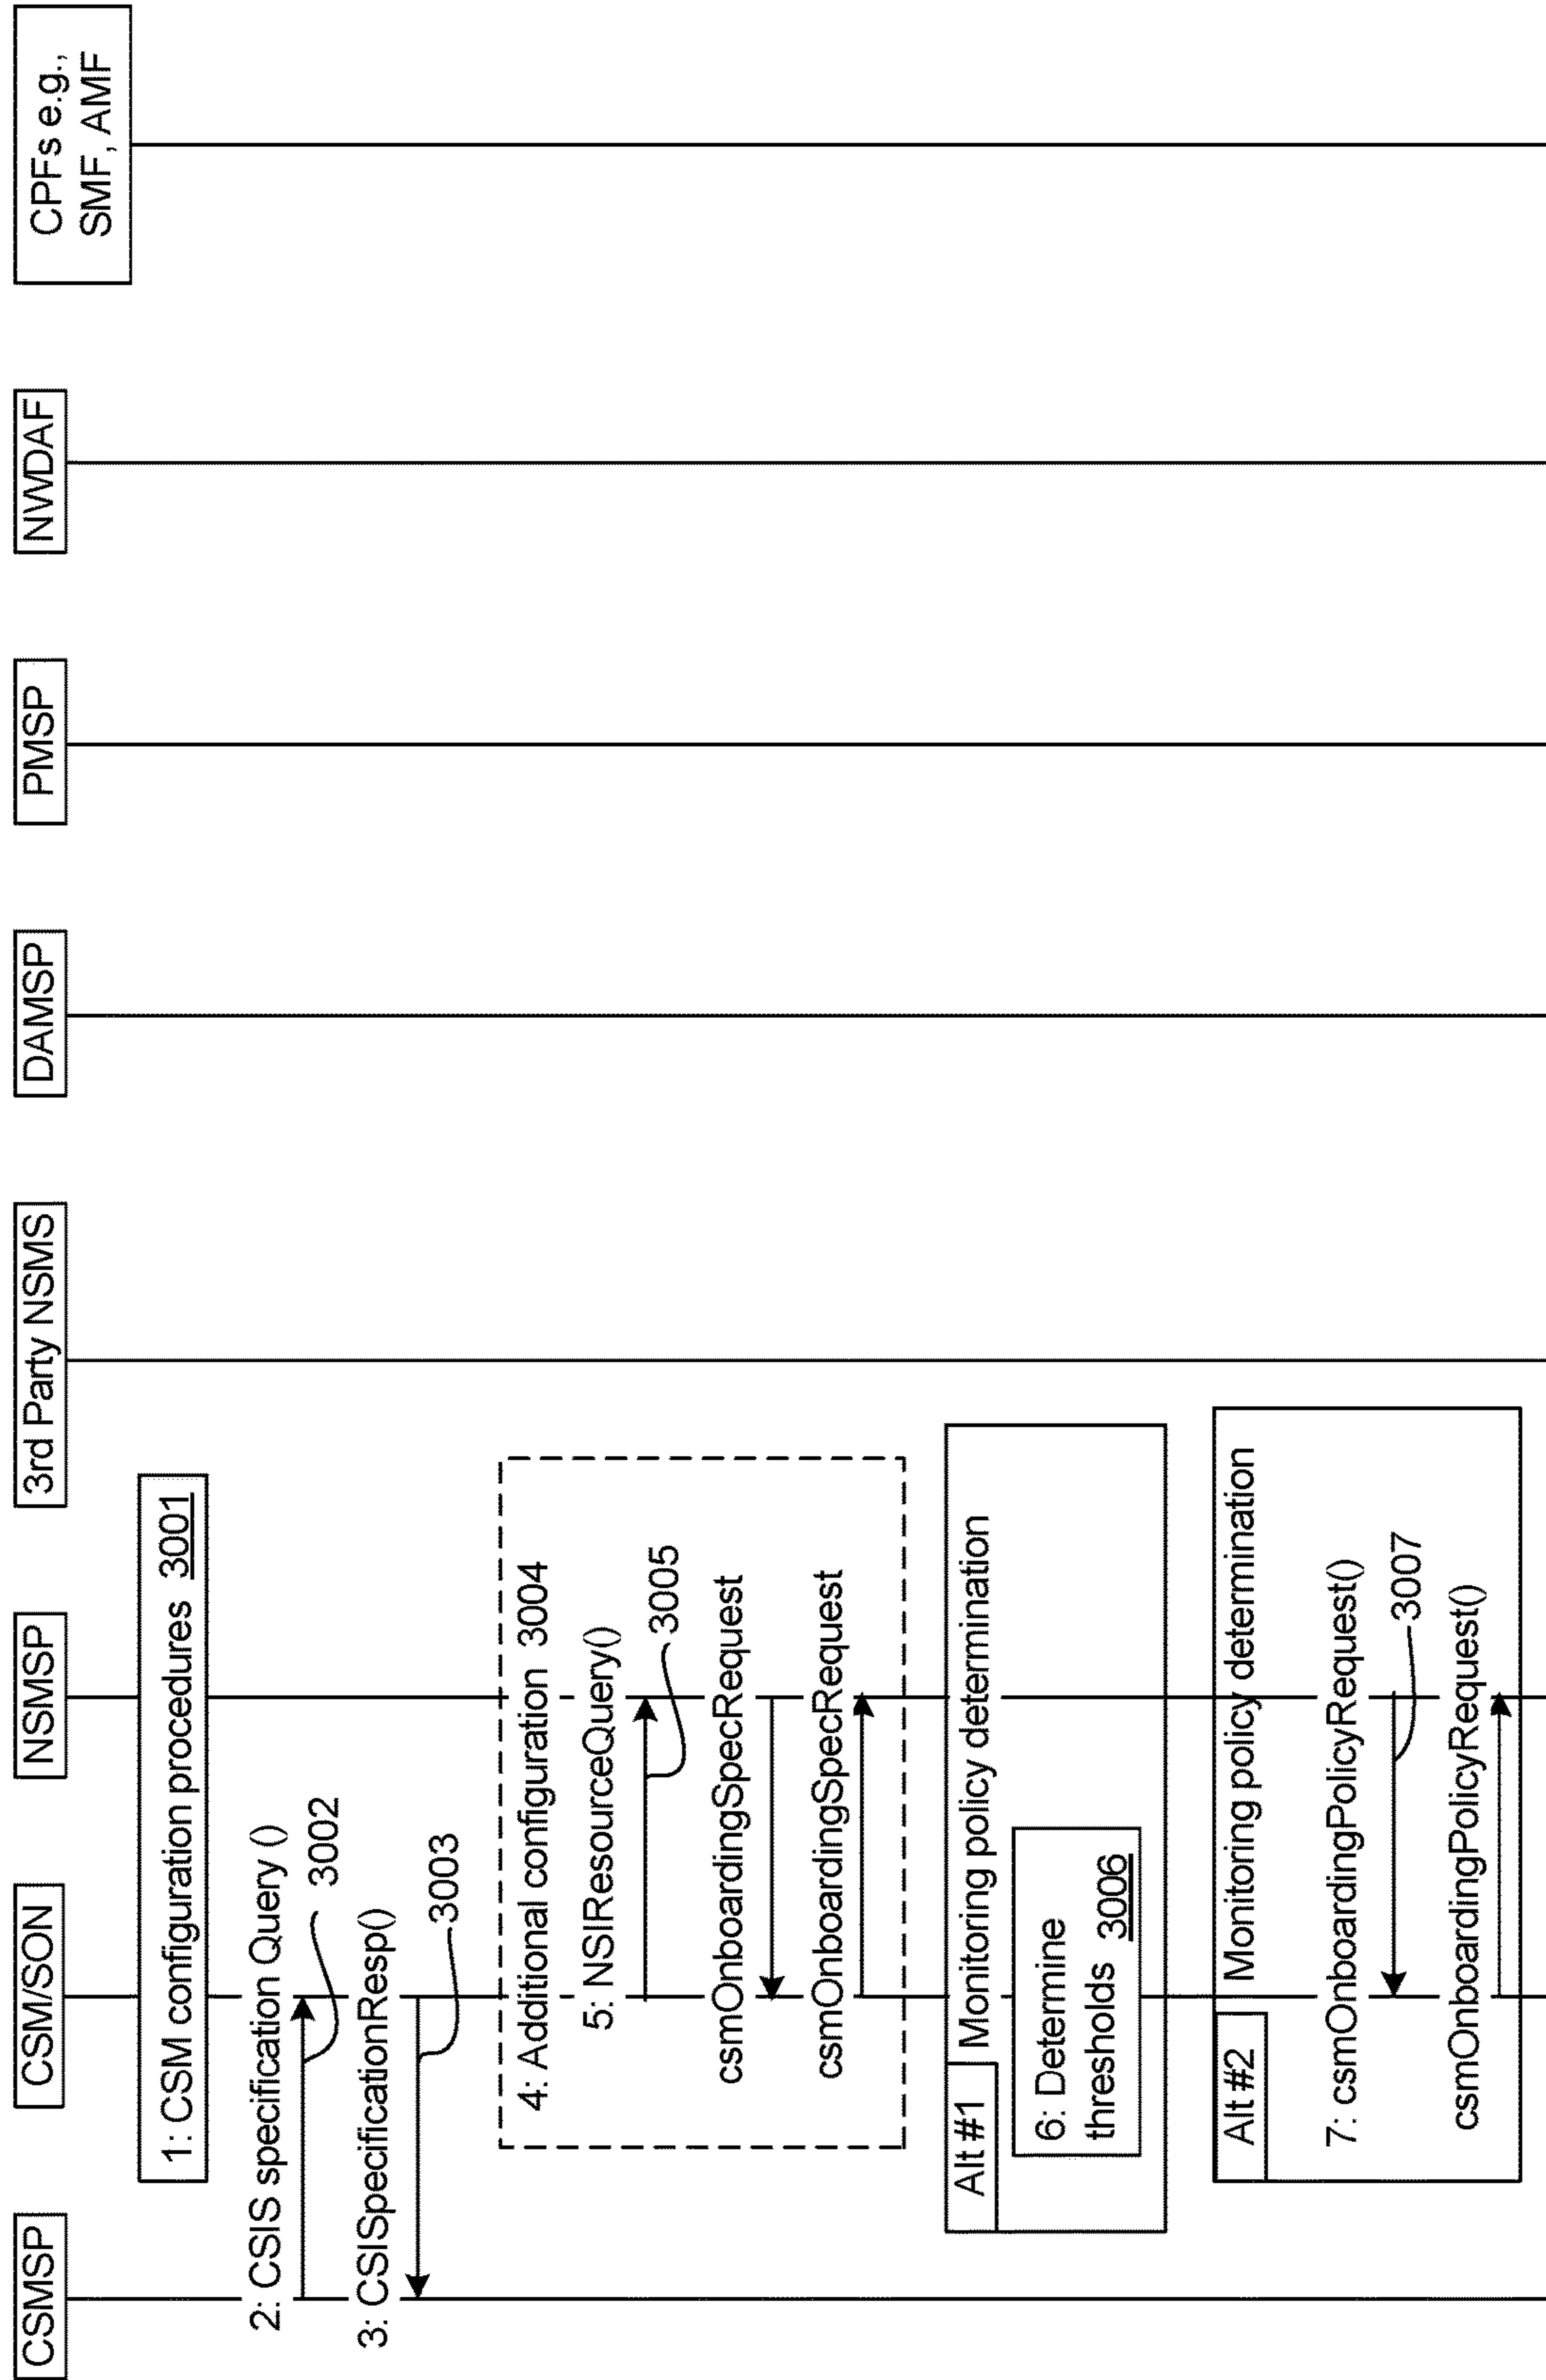 CSMSP
CSM/SON
NSMSP
3rd Party NSMS
DAMSP
PMSP
NWDAF
CPFs e.g.,
SMF, AMF
1: CSM configuration procedures 3001
2: CSIS specification Query ()
3002
3: CSISpecificationResp()
3003
4: Additional configuration 3004
5: NSIResourceQuery()
3005
csmOnboardingSpecRequest
csmOnboardingSpecRequest
Alt #1
Monitoring policy determination
6: Determine
thresholds 3006
Alt #2
Monitoring policy determination
7: csmOnboardingPolicyRequest()
3007
csmOnboardingPolicyRequest()